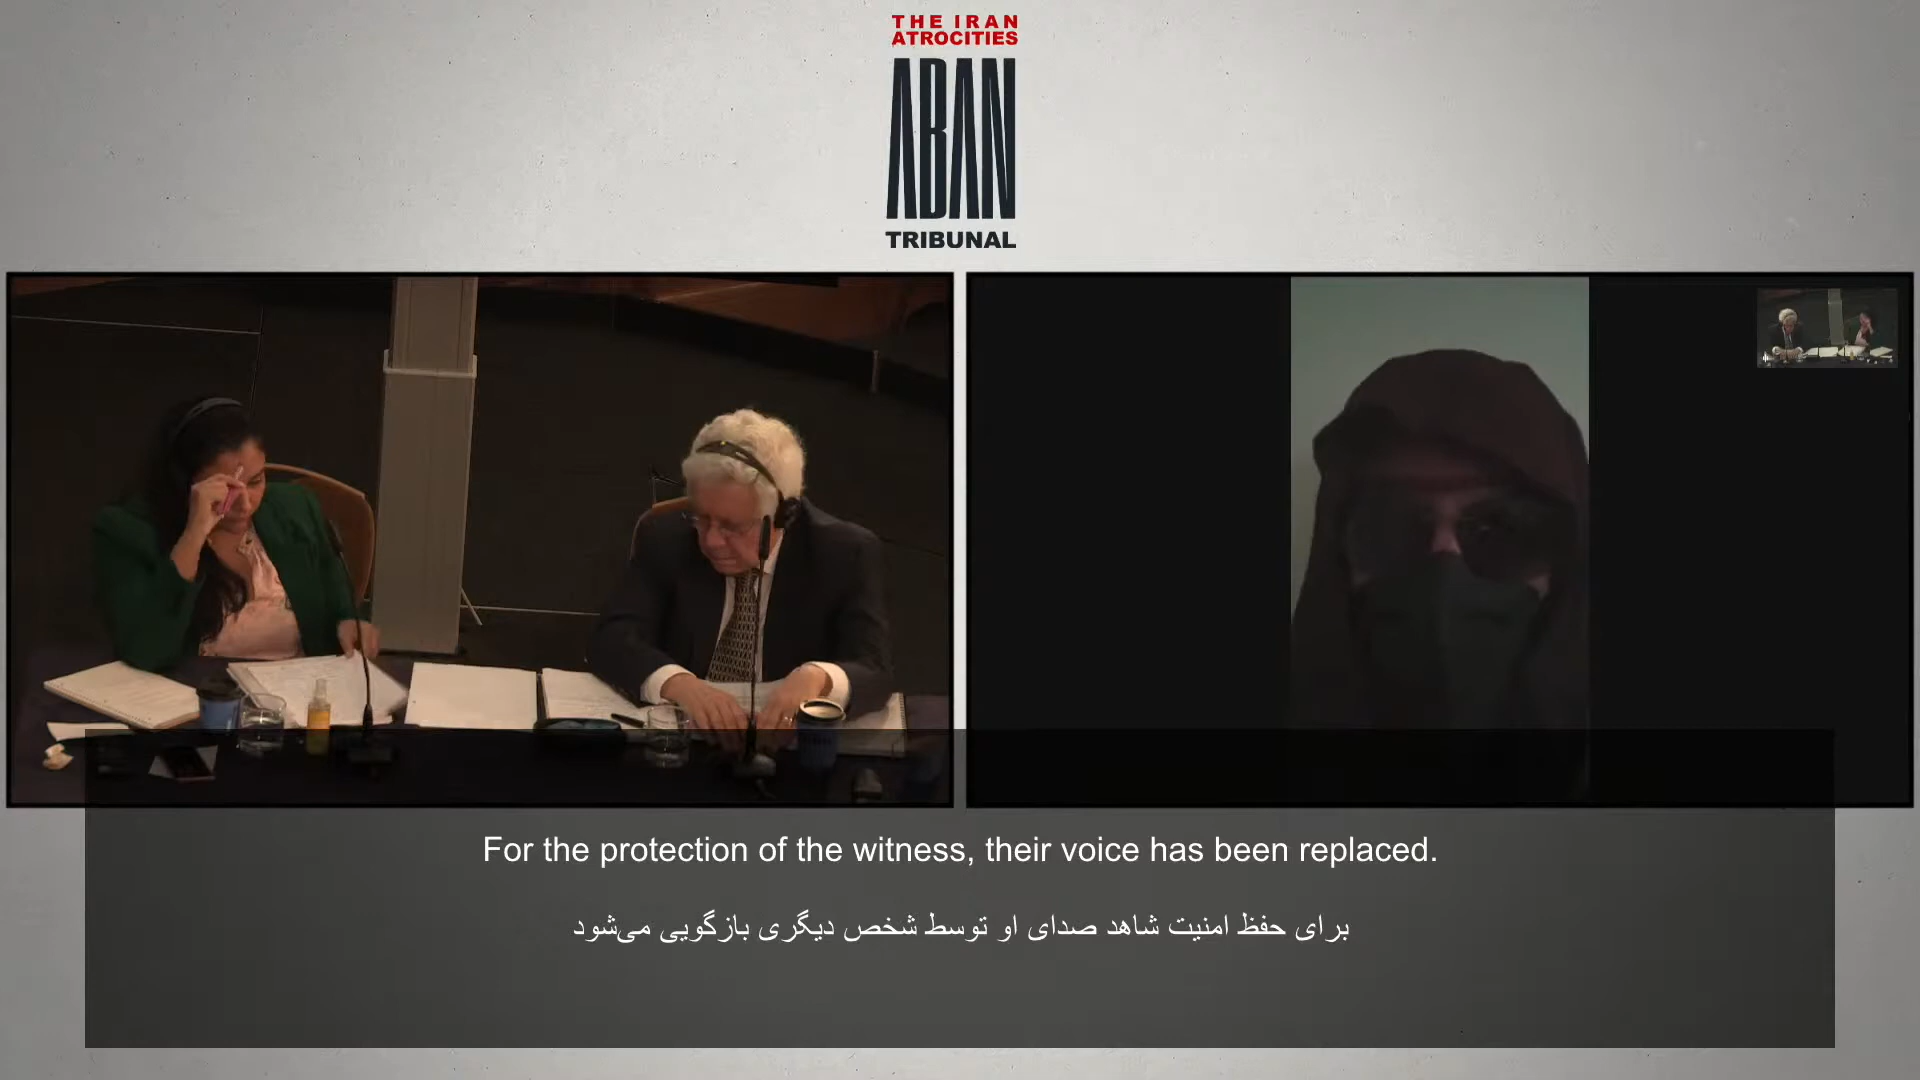 THE IRAN
ATROCITIES
ABAN
TRIBUNAL
For the protection of the witness, their voice has been replaced.
برای حفظ امنیت شاهد صدای او توسط شخص دیگری بازگویی می‌شود